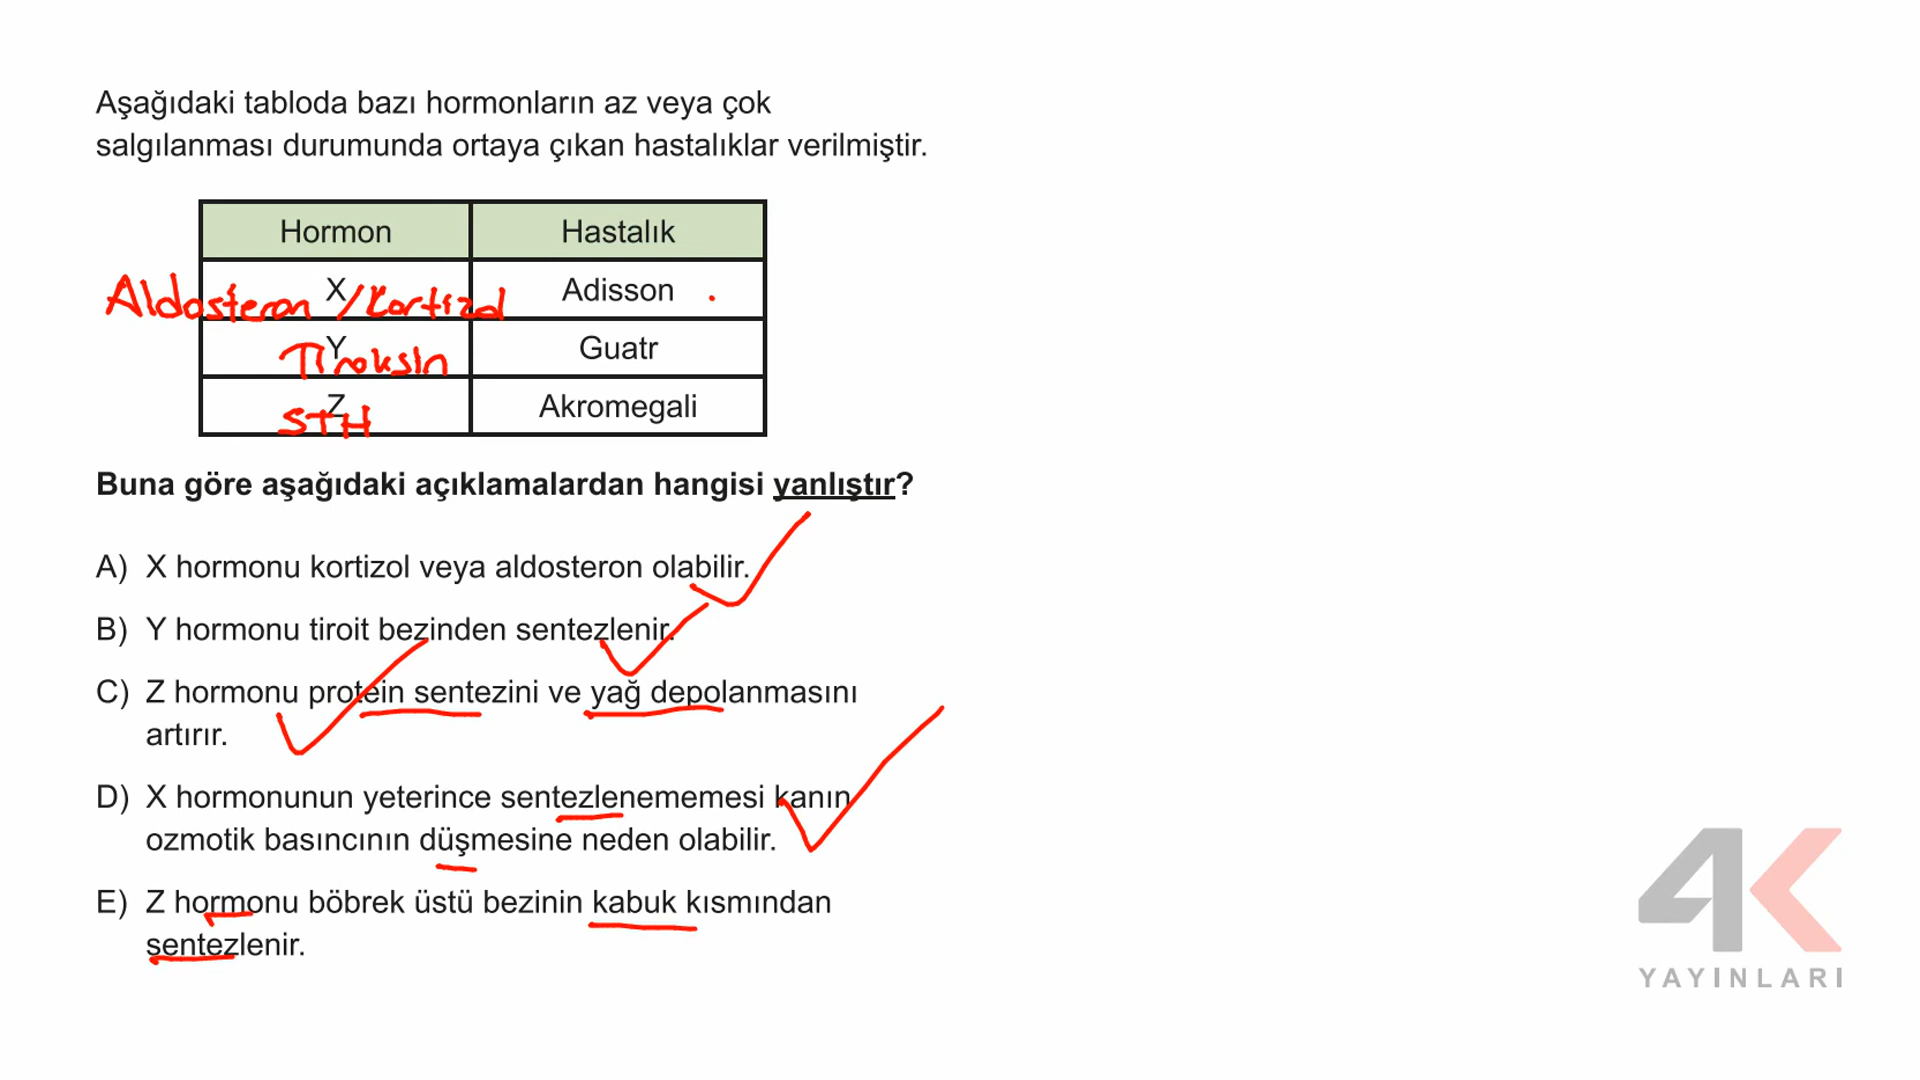 Aşağıdaki tabloda bazı hormonların az veya çok
salgılanması durumunda ortaya çıkan hastalıklar verilmiştir.
Hormon Hastalık
X Adisson
Aldosteron /kortizol
Y Guatr
Tiroksin
Z Akromegali
STH
Buna göre aşağıdaki açıklamalardan hangisi yanlıştır?
A) X hormonu kortizol veya aldosteron olabilir.
B) Y hormonu tiroit bezinden sentezlenir.
C) Z hormonu protein sentezini ve yağ depolanmasını
artırır.
D) X hormonunun yeterince sentezlenememesi kanın
ozmotik basıncının düşmesine neden olabilir.
E) Z hormonu böbrek üstü bezinin kabuk kısmından
sentezlenir.
4K
YAYINLARI